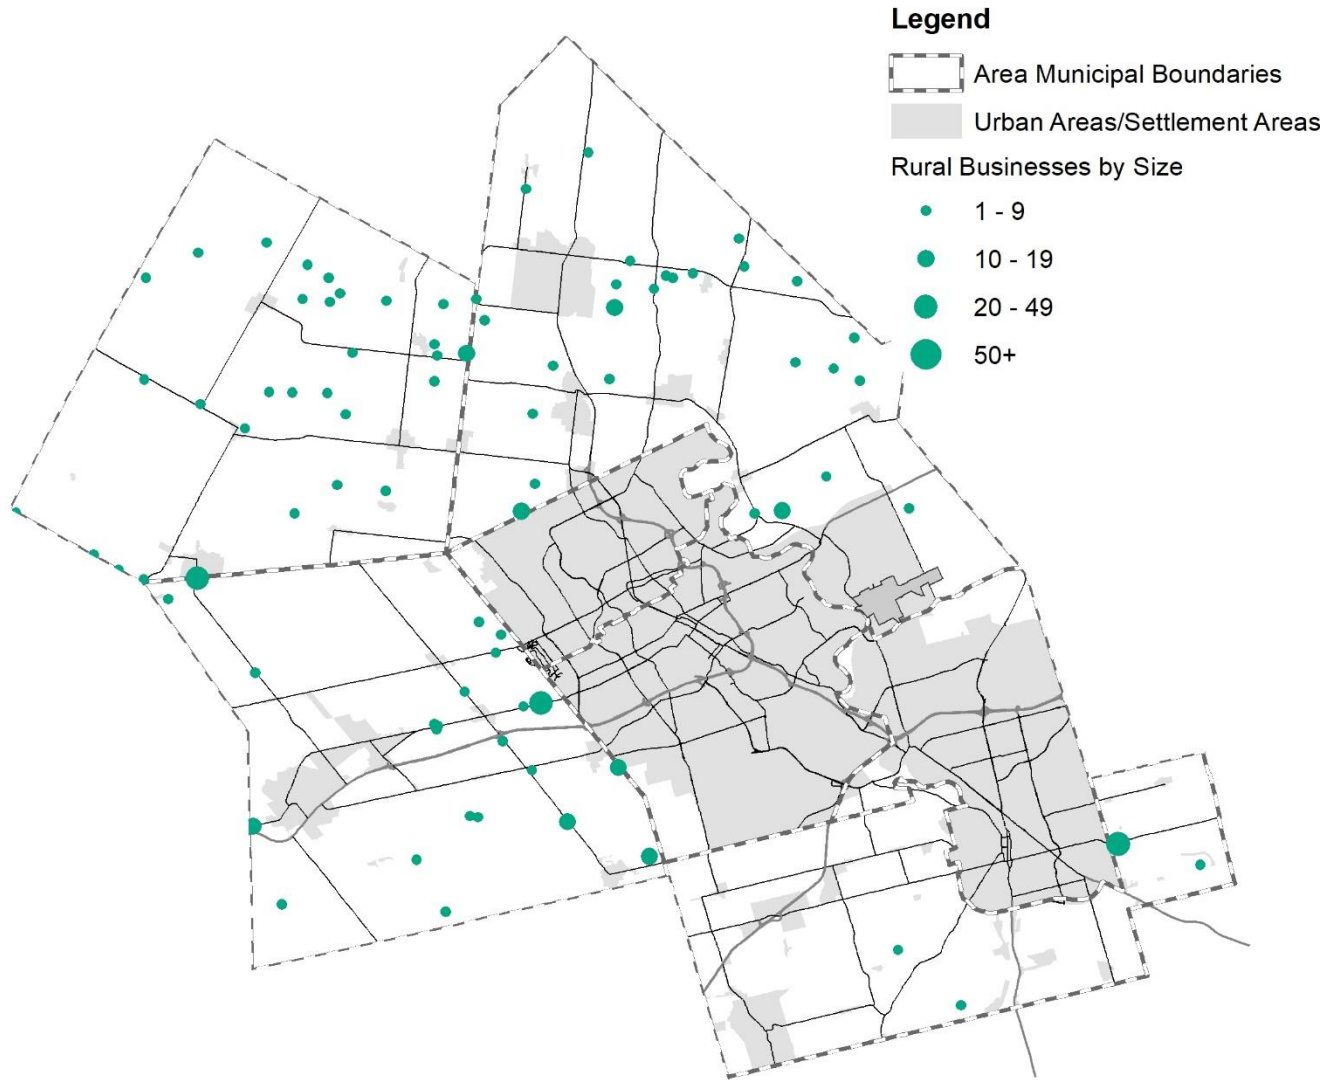 Legend
Area Municipal Boundaries
Urban Areas/Settlement Areas
Rural Businesses by Size
1 - 9
10 - 19
20 - 49
50+